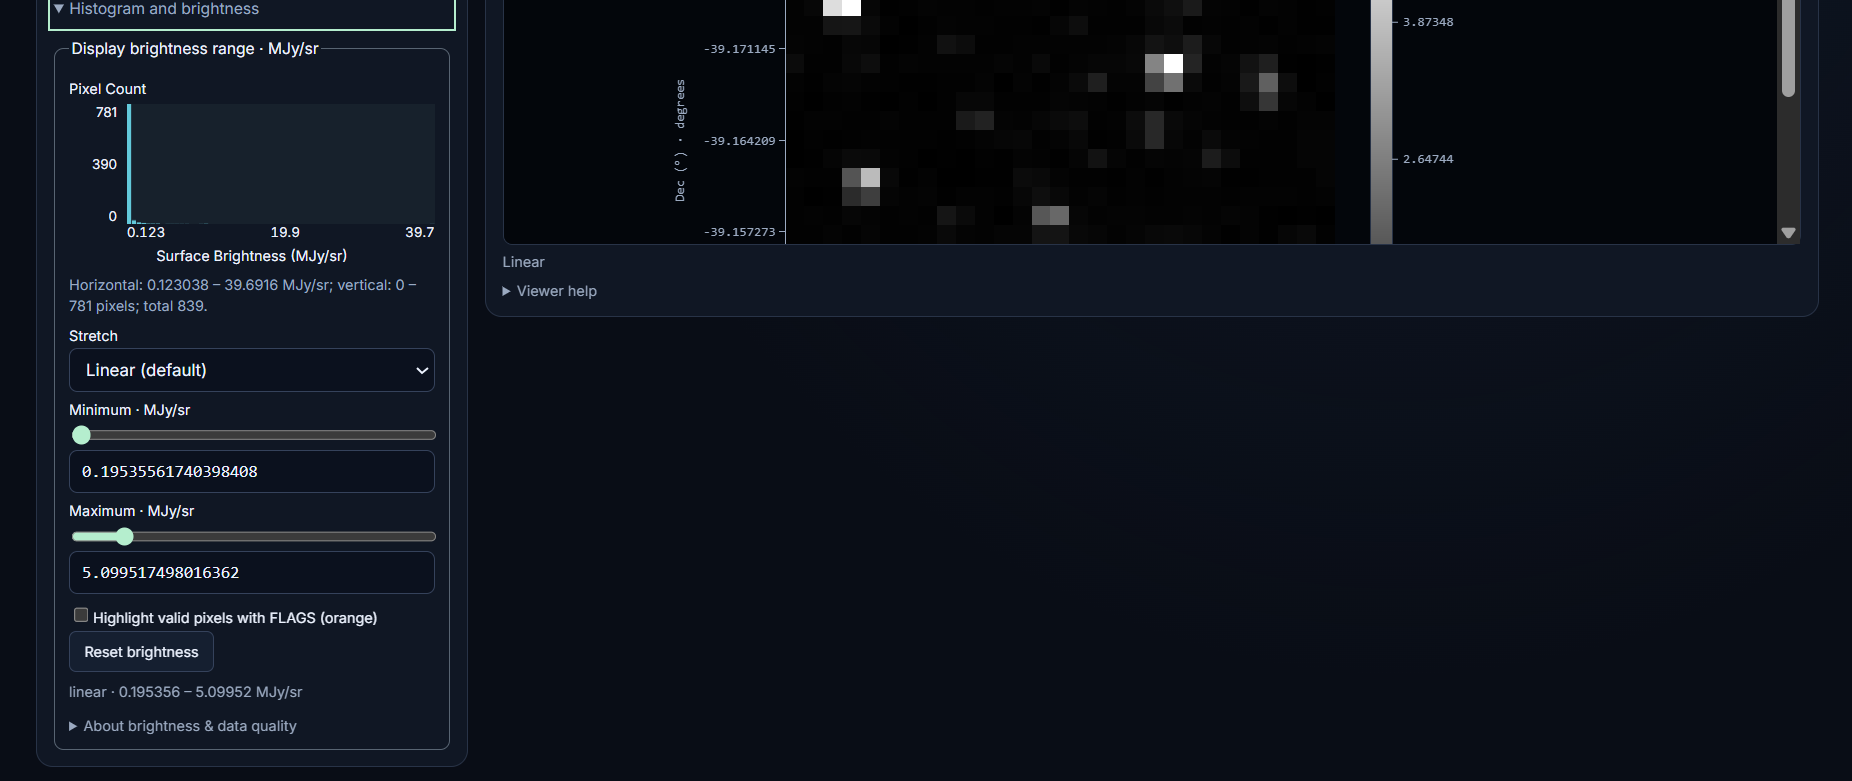 ▼ Histogram and brightness
Display brightness range · MJy/sr
Pixel Count
781
390
0
0.123 19.9 39.7
Surface Brightness (MJy/sr)
Horizontal: 0.123038 – 39.6916 MJy/sr; vertical: 0 –
781 pixels; total 839.
Stretch
Linear (default)
Minimum · MJy/sr
0.19535561740398408
Maximum · MJy/sr
5.099517498016362
Highlight valid pixels with FLAGS (orange)
Reset brightness
linear · 0.195356 – 5.09952 MJy/sr
▶ About brightness & data quality
Dec (°) · degrees
-39.171145
-39.164209
-39.157273
3.87348
2.64744
Linear
▶ Viewer help